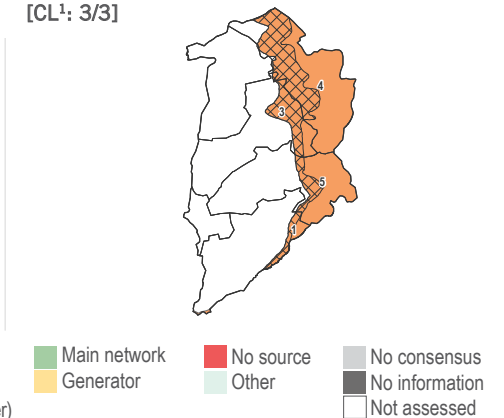 [CL¹: 3/3]
4
3
5
1
Main network
No source
No consensus
Generator
Other
No information
Not assessed
er)